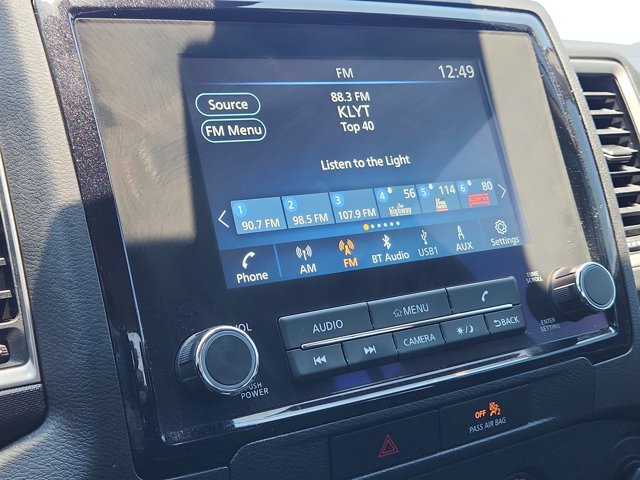 FM
12:49
Source
88.3 FM
KLYT
FM Menu
Top 40
Listen to the Light
1 90.7 FM
2 98.5 FM
3 107.9 FM
4 56 the highway
5 114
6 80 ESPN
Phone
AM
FM
BT Audio
USB1
AUX
Settings
VOL
PUSH
POWER
AUDIO
MENU
CAMERA
BACK
TUNE
SCROLL
ENTER
SETTING
OFF
PASS AIR BAG